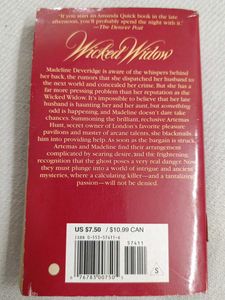 "If you start an Amanda Quick book in the late
afternoon, you'll probably spend the night with it."
—The Denver Post
Wicked Widow
Madeline Deveridge is aware of the whispers behind
her back, the rumors that she dispatched her husband to
the next world and concealed her crime. But she has a
far more pressing problem than her reputation as the
Wicked Widow. It's impossible to believe that her late
husband is haunting her and her aunt, but something
odd is happening, and Madeline doesn't dare take
chances. Summoning the brilliant, reclusive Artemas
Hunt, secret owner of London's favorite pleasure
pavilions and master of arcane talents, she blackmails
him into providing help. As soon as the bargain is struck,
Artemas and Madeline find their arrangement
complicated by searing desire, and the frightening
recognition that the ghost poses a very real danger. Now
they must plunge into a world of intrigue and ancient
mysteries, where a calculating killer—and a tantalizing
passion—will not be denied.
US $7.50 / $10.99 CAN
ISBN 0-553-57411-6
57411
S